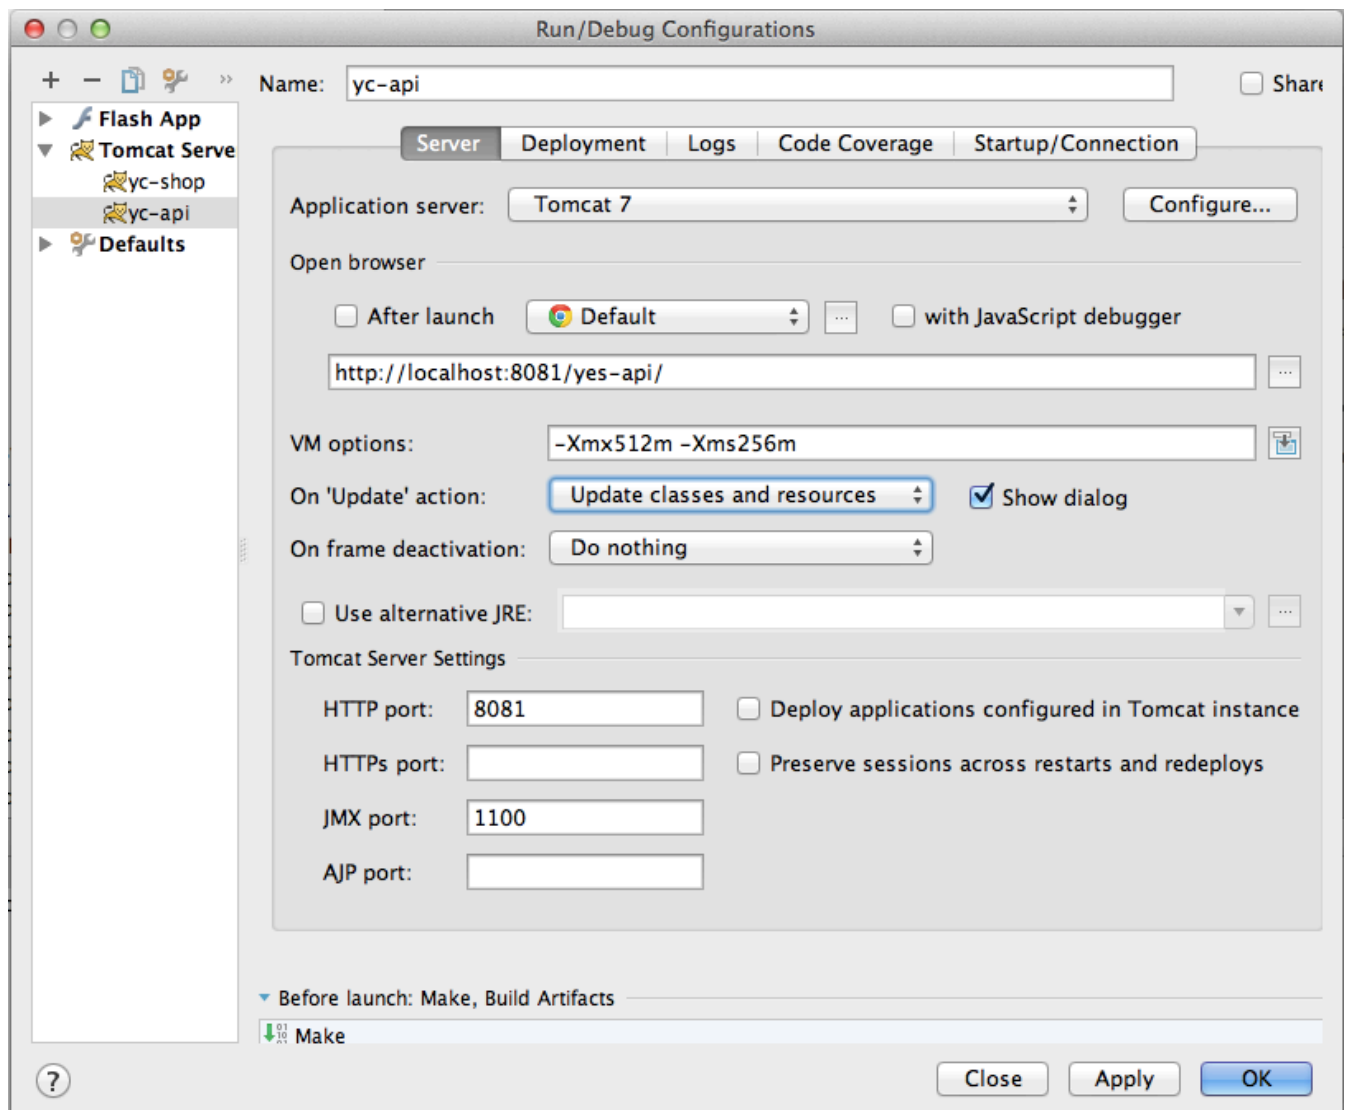 Run/Debug Configurations
+ − »
Name: yc-api Share
Flash App
Tomcat Serve
yc-shop
yc-api
Defaults
Server Deployment Logs Code Coverage Startup/Connection
Application server: Tomcat 7 Configure...
Open browser
After launch Default ... with JavaScript debugger
http://localhost:8081/yes-api/ ...
VM options: -Xmx512m -Xms256m
On 'Update' action: Update classes and resources Show dialog
On frame deactivation: Do nothing
Use alternative JRE: ...
Tomcat Server Settings
HTTP port: 8081 Deploy applications configured in Tomcat instance
HTTPs port: Preserve sessions across restarts and redeploys
JMX port: 1100
AJP port:
Before launch: Make, Build Artifacts
Make
? Close Apply OK